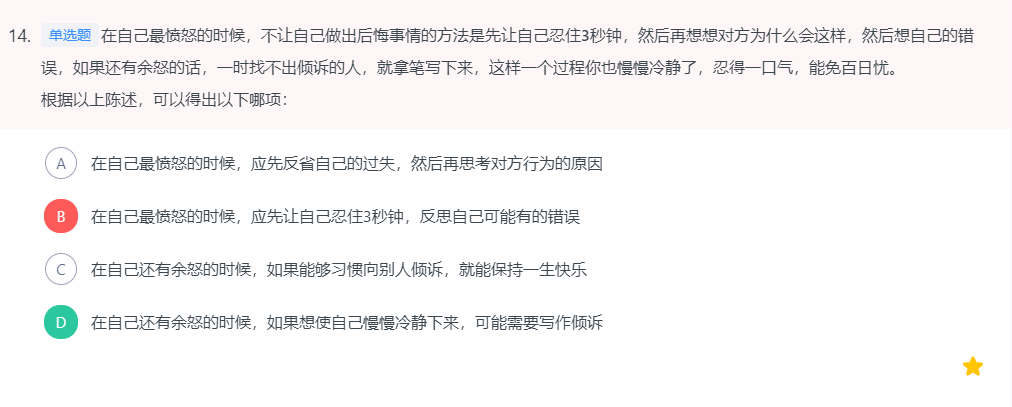 14. 单选题 在自己最愤怒的时候，不让自己做出后悔事情的方法是先让自己忍住3秒钟，然后再想想对方为什么会这样，然后想自己的错
误，如果还有余怒的话，一时找不出倾诉的人，就拿笔写下来，这样一个过程你也慢慢冷静了，忍得一口气，能免百日忧。
根据以上陈述，可以得出以下哪项：
A 在自己最愤怒的时候，应先反省自己的过失，然后再思考对方行为的原因
B 在自己最愤怒的时候，应先让自己忍住3秒钟，反思自己可能有的错误
C 在自己还有余怒的时候，如果能够习惯向别人倾诉，就能保持一生快乐
D 在自己还有余怒的时候，如果想使自己慢慢冷静下来，可能需要写作倾诉